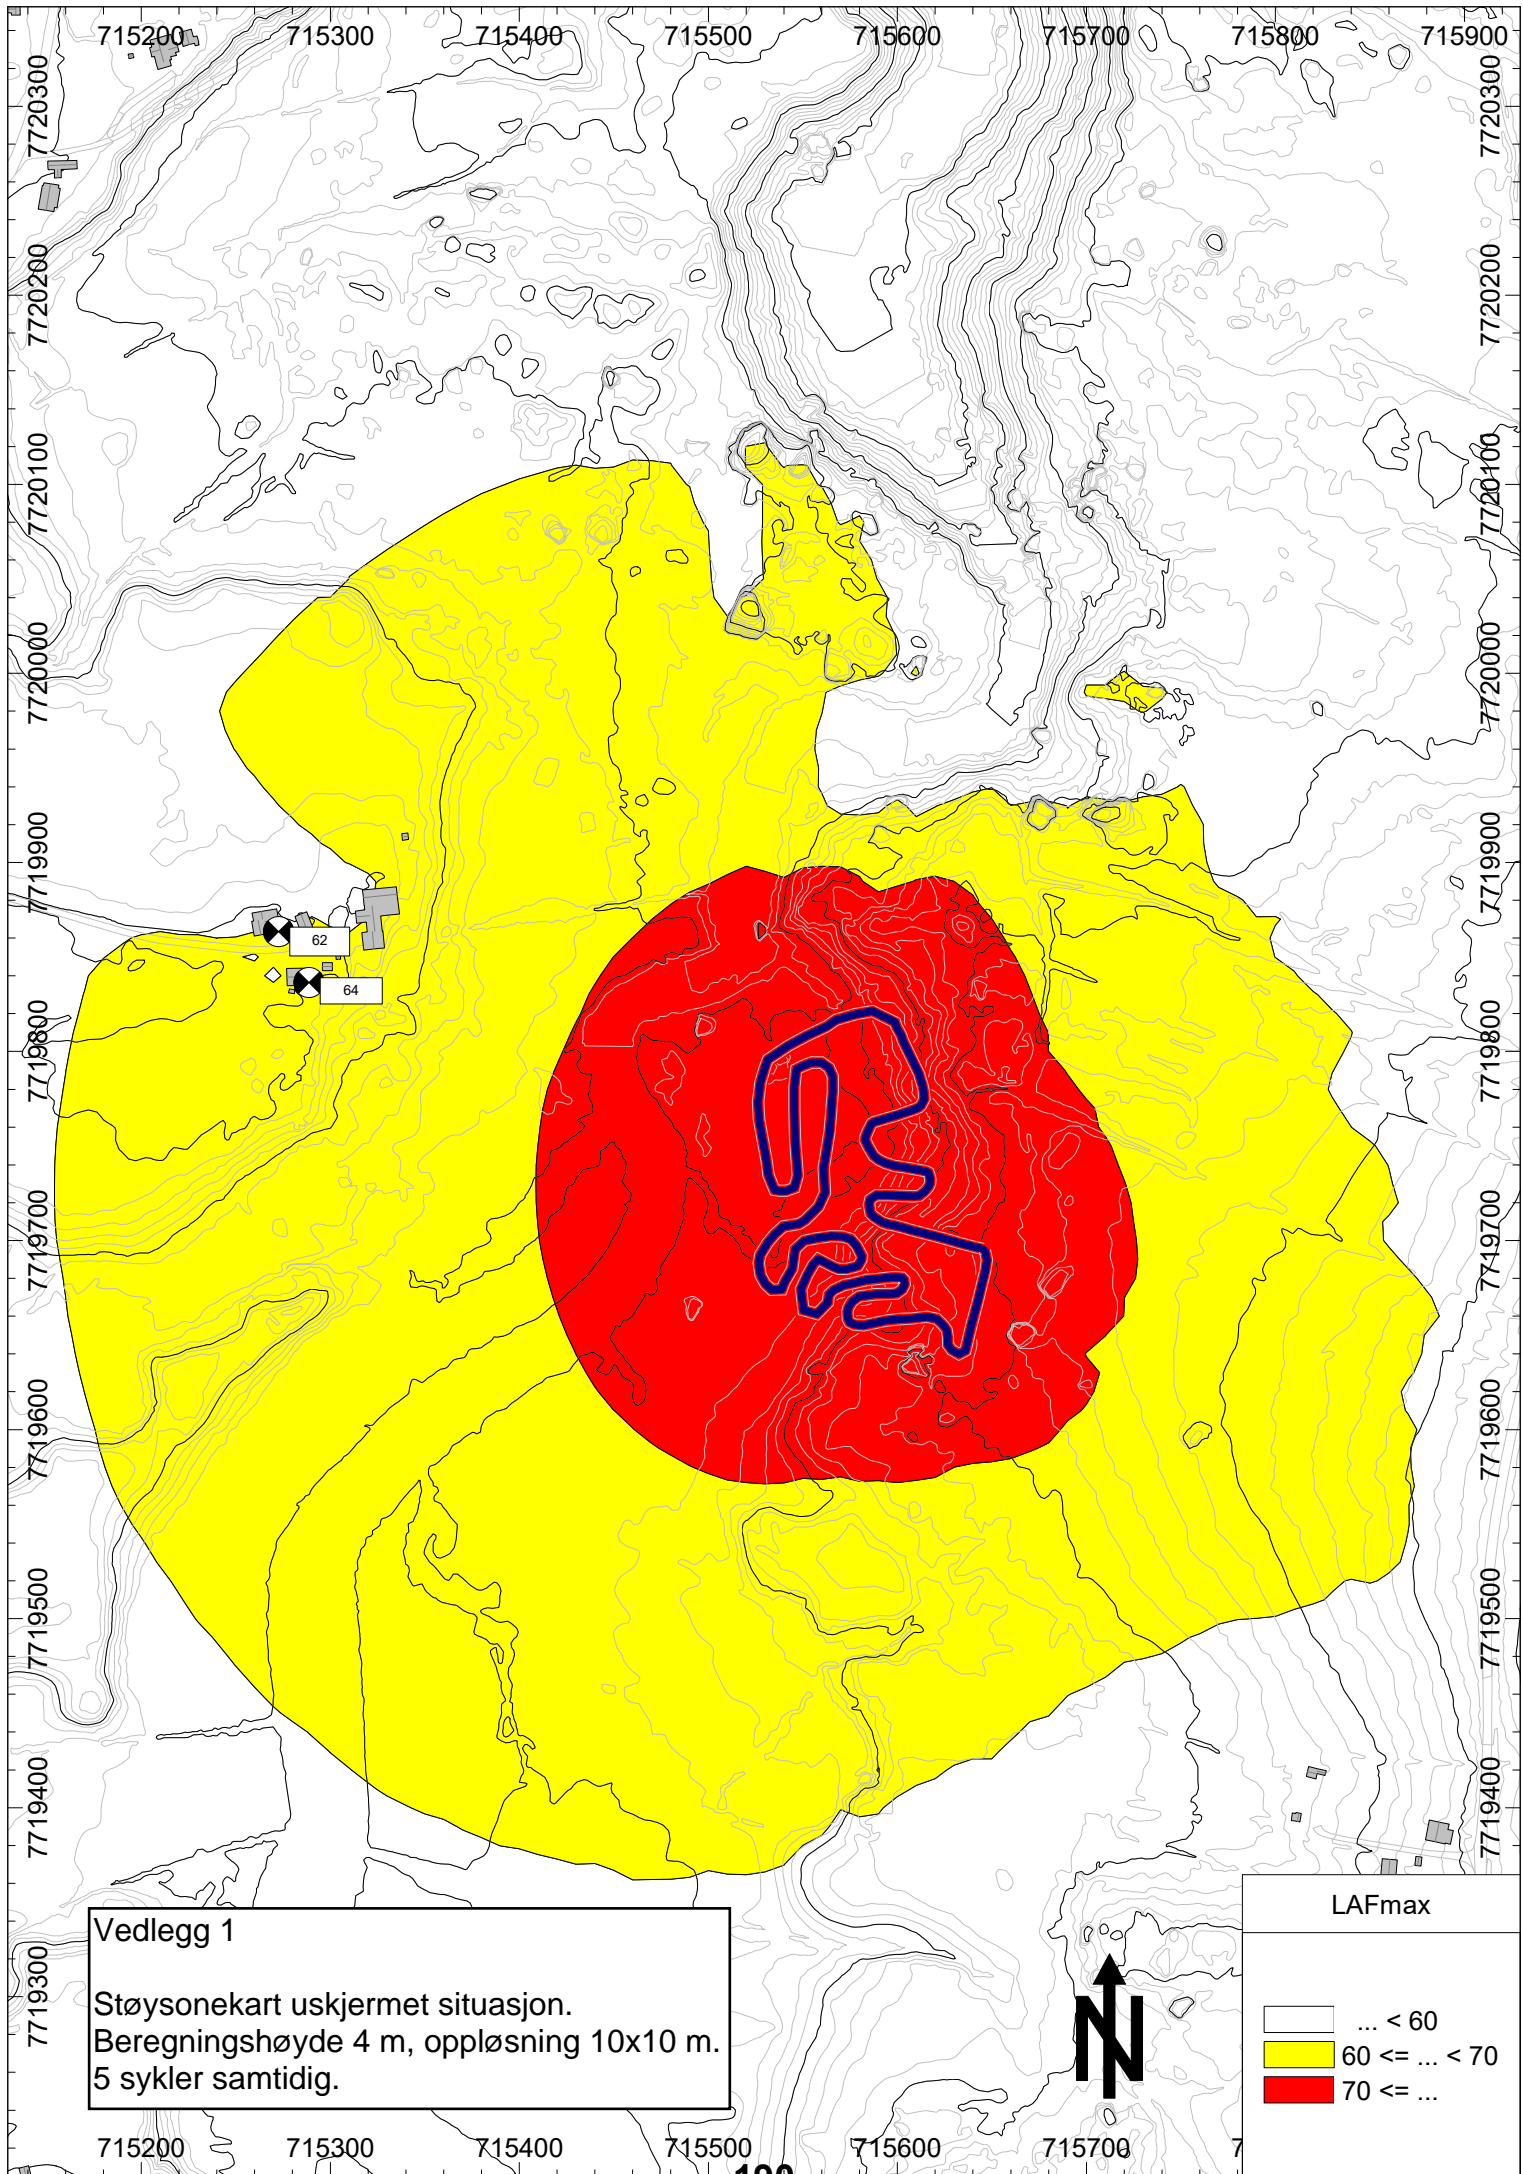 715200 715300 715400 715500 715600 715700 715800 715900
7720300 7720300
7720200 7720200
7720100 7720100
7720000 7720000
7719900 7719900
62
64
7719800 7719800
7719700 7719700
7719600 7719600
7719500 7719500
7719400 7719400
7719300
Vedlegg 1
Støysonekart uskjermet situasjon.
Beregningshøyde 4 m, oppløsning 10x10 m.
5 sykler samtidig.
N
LAFmax
... < 60
60 <= ... < 70
70 <= ...
715200 715300 715400 715500 715600 715700